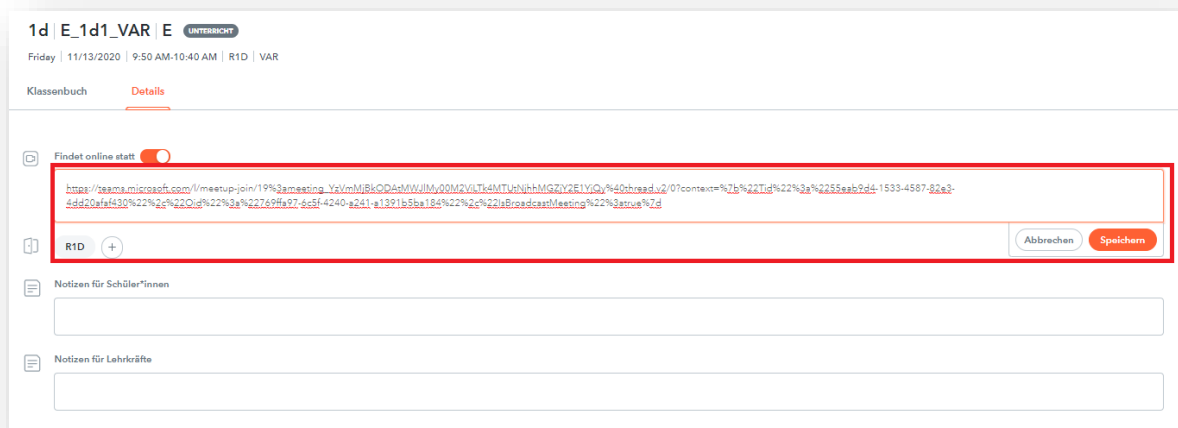 1d | E_1d1_VAR | E UNTERRICHT
Friday | 11/13/2020 | 9:50 AM-10:40 AM | R1D | VAR
Klassenbuch Details
Findet online statt
https://teams.microsoft.com/l/meetup-join/19%3ameeting_YzVmMjBkODAtMWJlMy00M2ViLTk4MTUtNjhhMGZjY2E1YjQy%40thread.v2/0?context=%7b%22Tid%22%3a%2255eab9d4-1533-4587-82e3-
4dd20afaf430%22%2c%22Oid%22%3a%22769ffa97-6c5f-4240-a241-a1391b5ba184%22%2c%22IsBroadcastMeeting%22%3atrue%7d
R1D + Abbrechen Speichern
Notizen für Schüler*innen
Notizen für Lehrkräfte